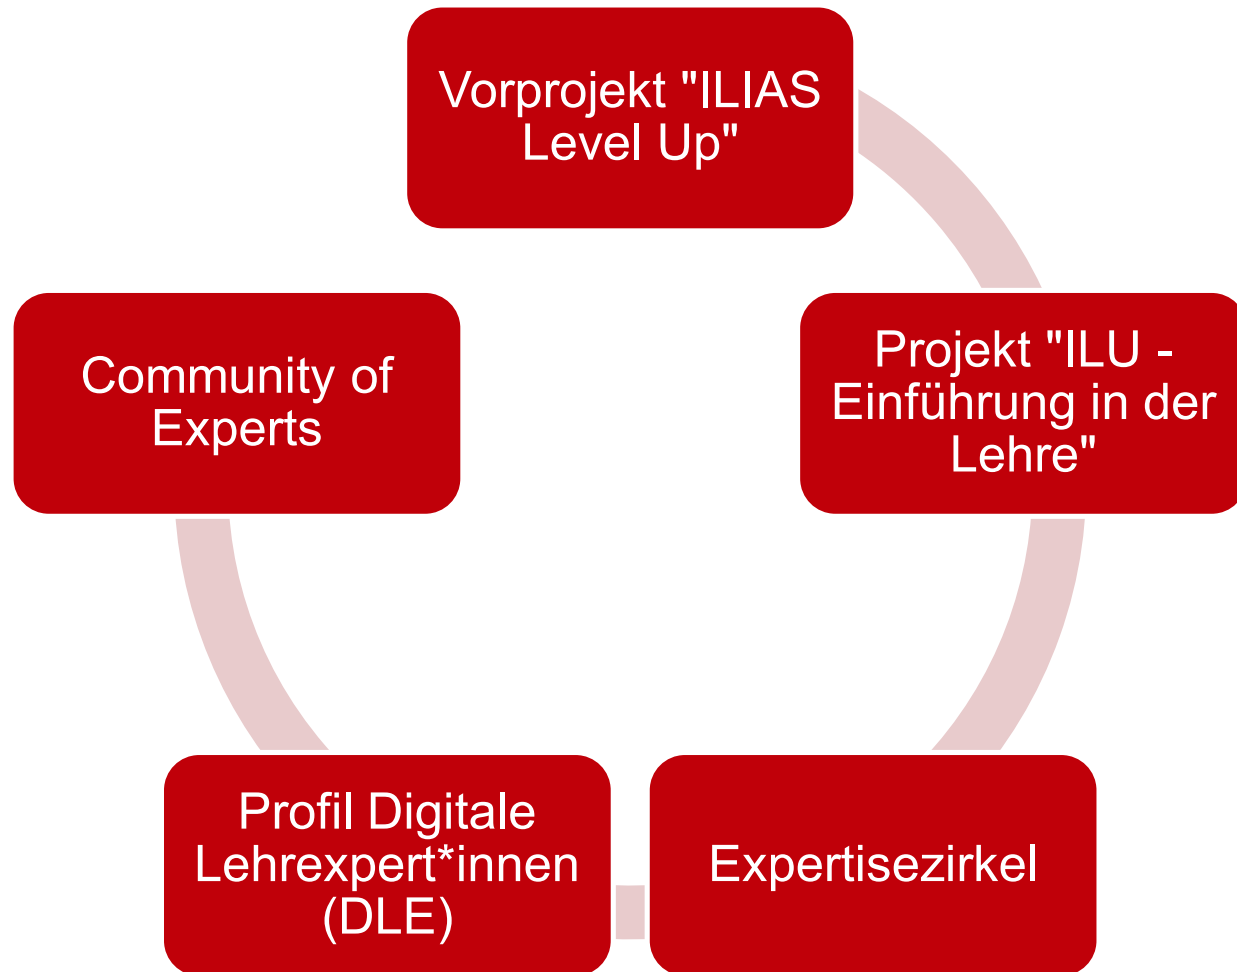 Vorprojekt "ILIAS
Level Up"
Projekt "ILU -
Einführung in der
Lehre"
Expertisezirkel
Profil Digitale
Lehrexpert*innen
(DLE)
Community of
Experts